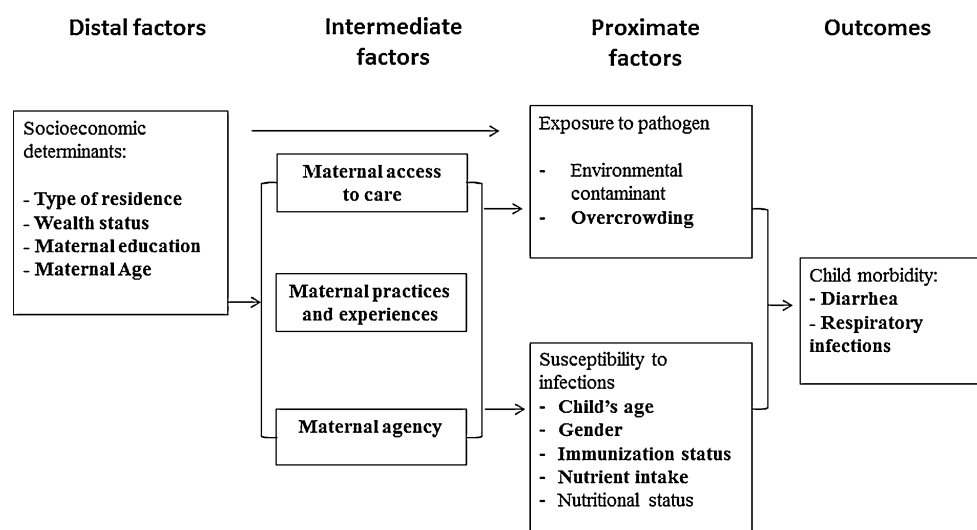 Distal factors
Intermediate
factors
Proximate
factors
Outcomes
Socioeconomic
determinants:
- Type of residence
- Wealth status
- Maternal education
- Maternal Age
Maternal access
to care
Maternal practices
and experiences
Maternal agency
Exposure to pathogen
- Environmental
contaminant
- Overcrowding
Susceptibility to
infections
- Child’s age
- Gender
- Immunization status
- Nutrient intake
- Nutritional status
Child morbidity:
- Diarrhea
- Respiratory
infections